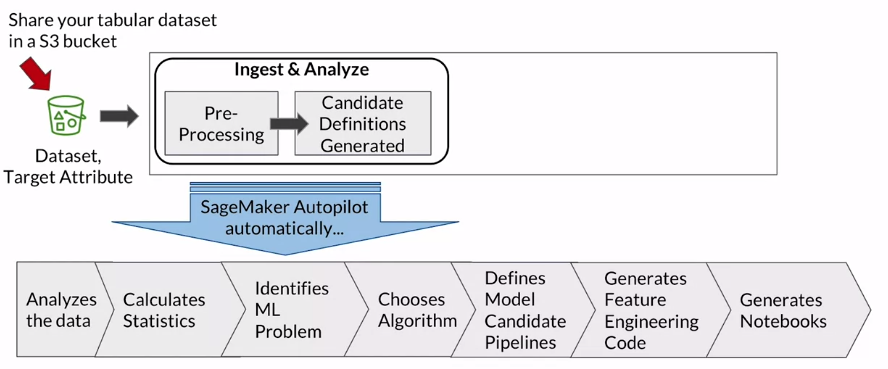 Share your tabular dataset
in a S3 bucket
Ingest & Analyze
Pre-
Processing
Candidate
Definitions
Generated
Dataset,
Target Attribute
SageMaker Autopilot
automatically...
Analyzes
the data
Calculates
Statistics
Identifies
ML
Problem
Chooses
Algorithm
Defines
Model
Candidate
Pipelines
Generates
Feature
Engineering
Code
Generates
Notebooks